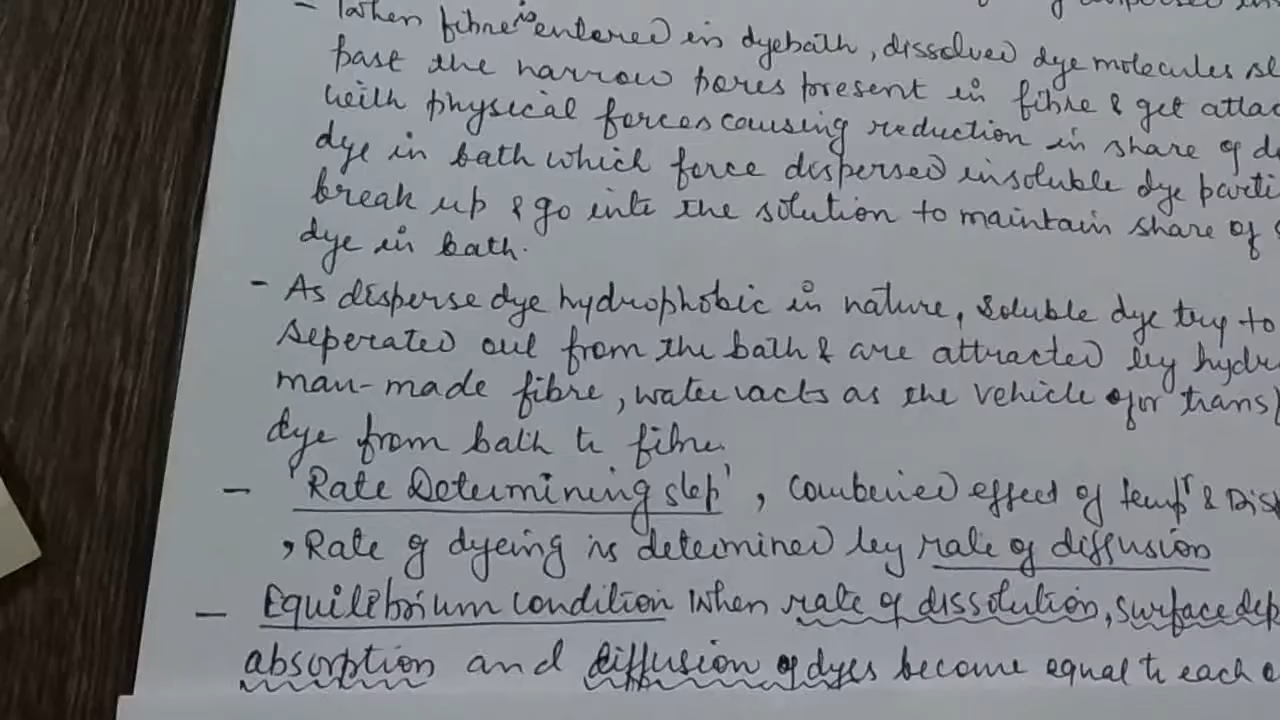 - When fibre is entered in dyebath, dissolved dye molecules
past the narrow pores present in fibre & get
with physical forces causing reduction in share of
dye in bath which force dispersed insoluble dye
break up & go into the solution to maintain share of
dye in bath.
- As disperse dye hydrophobic in nature, soluble dye try to
seperated out from the bath & are attracted by
man-made fibre, water acts as the vehicle for
dye from bath to fibre.
- 'Rate Determining step', Combined effect of tempr &
, Rate of dyeing is determined by rate of diffusion
- Equilibrium condition when rate of dissolution, surface
absorption and diffusion of dyes become equal to each